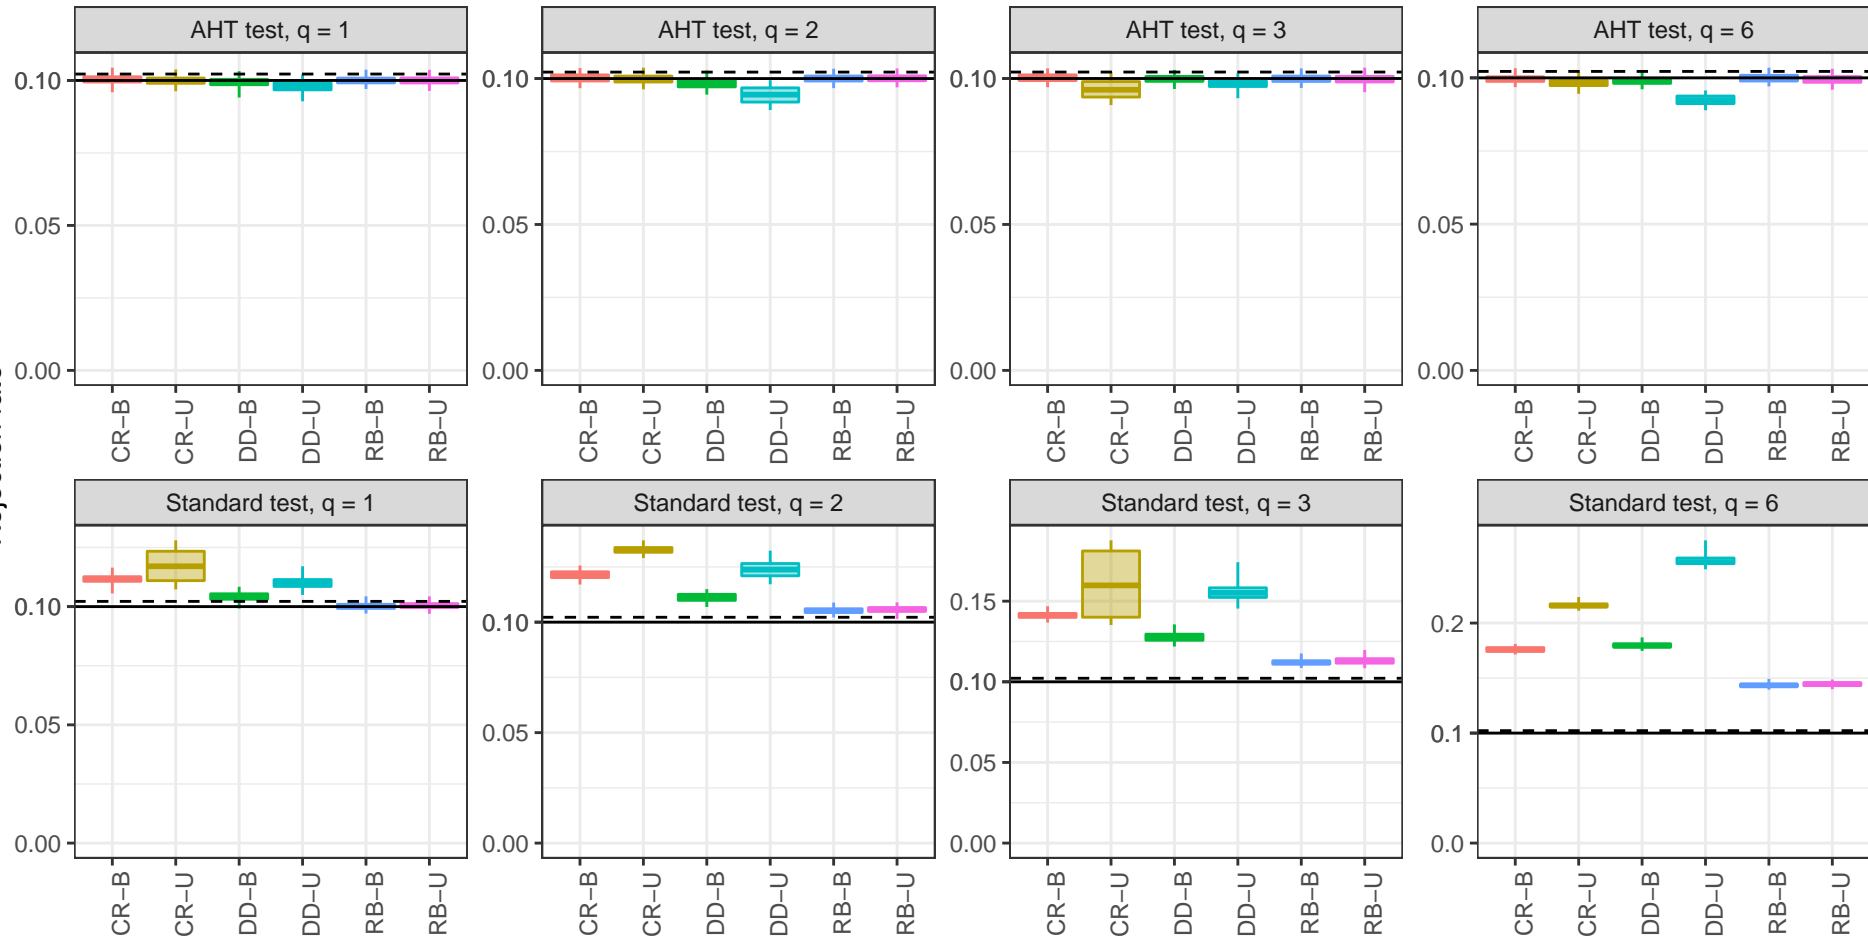 AHT test, q = 1
AHT test, q = 2
AHT test, q = 3
AHT test, q = 6
0.10
0.05
0.00
0.10
0.05
0.00
0.10
0.05
0.00
0.10
0.05
0.00
CR−B
CR−U
DD−B
DD−U
RB−B
RB−U
CR−B
CR−U
DD−B
DD−U
RB−B
RB−U
CR−B
CR−U
DD−B
DD−U
RB−B
RB−U
CR−B
CR−U
DD−B
DD−U
RB−B
RB−U
Standard test, q = 1
Standard test, q = 2
Standard test, q = 3
Standard test, q = 6
0.10
0.05
0.00
0.10
0.05
0.00
0.15
0.10
0.05
0.00
0.2
0.1
0.0
CR−B
CR−U
DD−B
DD−U
RB−B
RB−U
CR−B
CR−U
DD−B
DD−U
RB−B
RB−U
CR−B
CR−U
DD−B
DD−U
RB−B
RB−U
CR−B
CR−U
DD−B
DD−U
RB−B
RB−U